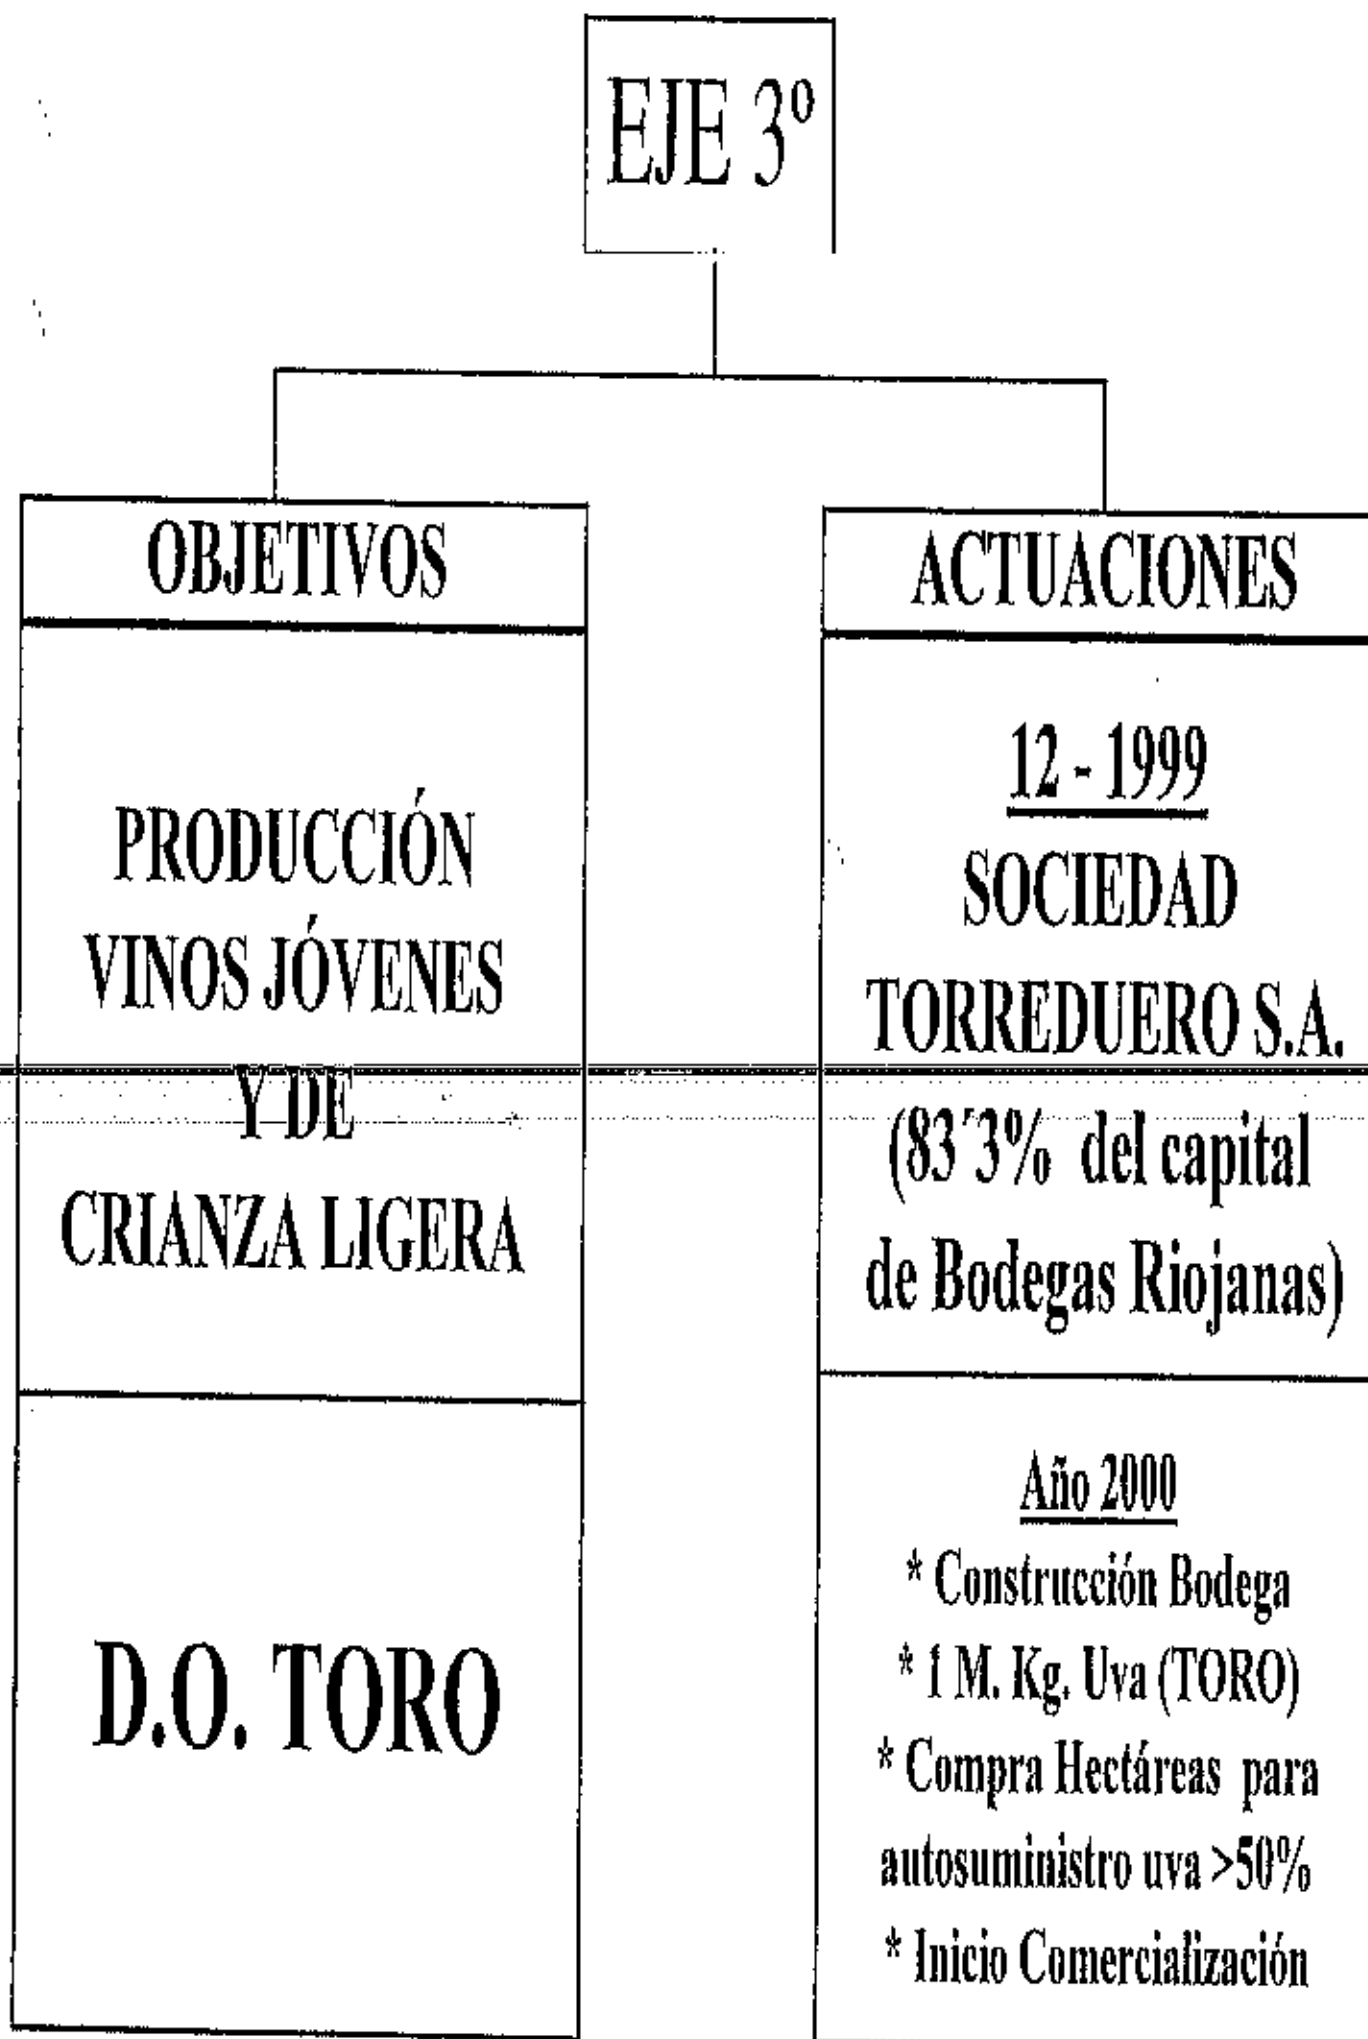 EJE 3º
OBJETIVOS
PRODUCCIÓN
VINOS JÓVENES
Y DE
CRIANZA LIGERA
D.O. TORO
ACTUACIONES
12 - 1999
SOCIEDAD
TORREDUERO S.A.
(83´3% del capital
de Bodegas Riojanas)
Año 2000
* Construcción Bodega
* 1 M. Kg. Uva (TORO)
* Compra Hectáreas para
autosuministro uva >50%
* Inicio Comercialización